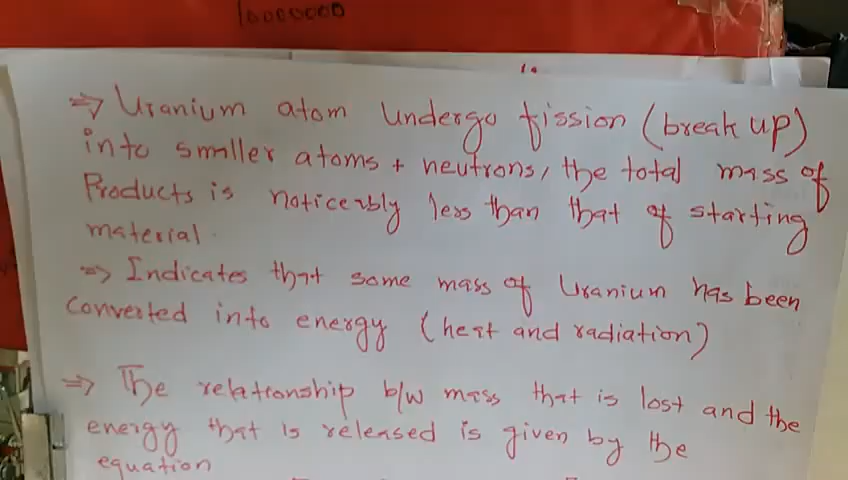 10000000
⇒ Uranium atom undergo fission (break up)
into smaller atoms + neutrons, the total mass of
Products is noticeably less than that of starting
material.
⇒ Indicates that some mass of Uranium has been
converted into energy (heat and radiation)
⇒ The relationship b/w mass that is lost and the
energy that is released is given by the
equation